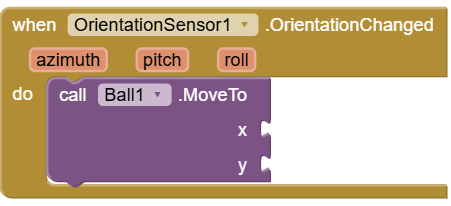 when OrientationSensor1 .OrientationChanged
azimuth pitch roll
do call Ball1 .MoveTo
x
y